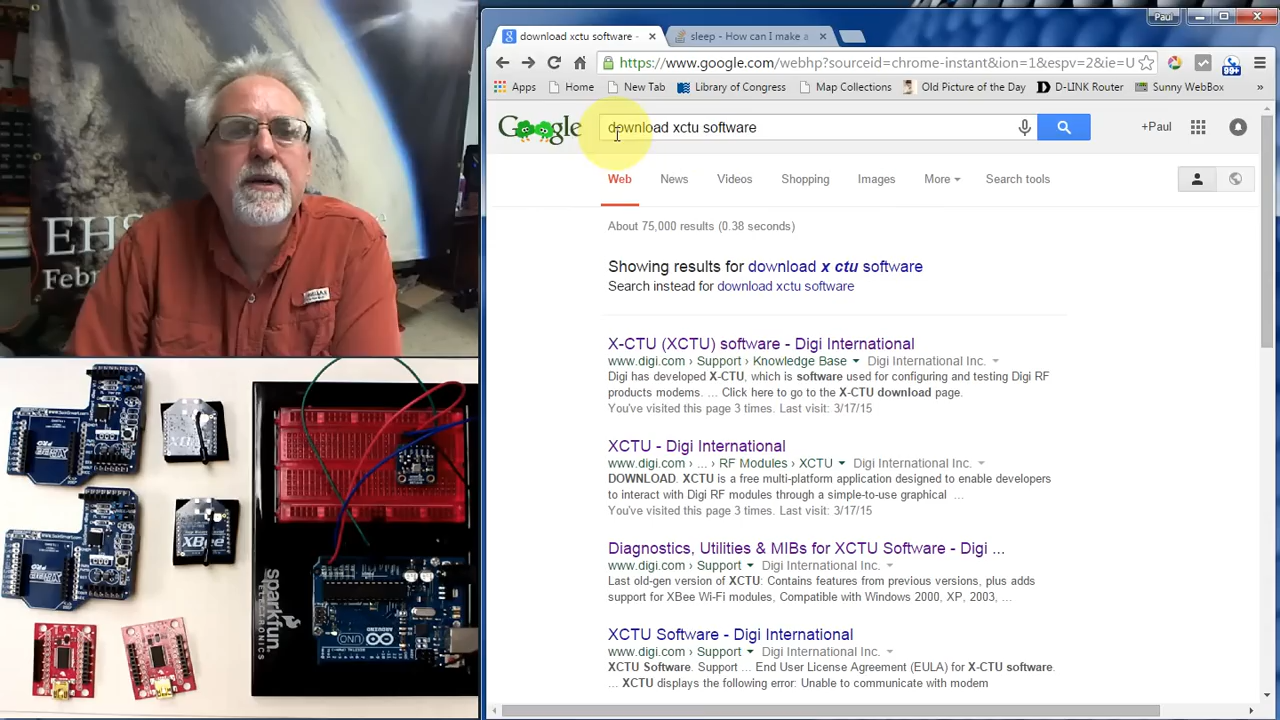 Paul
download xctu software -
sleep - How can I make a
https://www.google.com/webhp?sourceid=chrome-instant&ion=1&espv=2&ie=U
99+
Apps
Home
New Tab
Library of Congress
Map Collections
Old Picture of the Day
D-LINK Router
Sunny WebBox
Google
download xctu software
+Paul
Web
News
Videos
Shopping
Images
More
Search tools
About 75,000 results (0.38 seconds)
Showing results for download x ctu software
Search instead for download xctu software
X-CTU (XCTU) software - Digi International
www.digi.com › Support › Knowledge Base Digi International Inc.
Digi has developed X-CTU, which is software used for configuring and testing Digi RF
products modems. ... Click here to go to the X-CTU download page.
You've visited this page 3 times. Last visit: 3/17/15
XCTU - Digi International
www.digi.com › ... › RF Modules › XCTU Digi International Inc.
DOWNLOAD. XCTU is a free multi-platform application designed to enable developers
to interact with Digi RF modules through a simple-to-use graphical ...
You've visited this page 3 times. Last visit: 3/17/15
Diagnostics, Utilities & MIBs for XCTU Software - Digi ...
www.digi.com › Support Digi International Inc.
Last old-gen version of XCTU. Contains features from previous versions, plus adds
support for XBee Wi-Fi modules, Compatible with Windows 2000, XP, 2003, ...
XCTU Software - Digi International
www.digi.com › Support Digi International Inc.
XCTU Software. Support ... End User License Agreement (EULA) for X-CTU software.
... XCTU displays the following error: Unable to communicate with modem
EHS
Febr
XBee
sparkfun
ELECTRONICS
UNO
ARDUINO